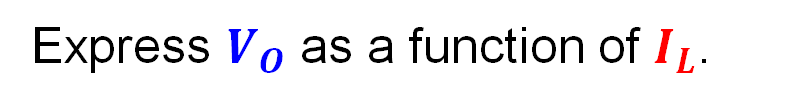 Express V_O as a function of I_L.